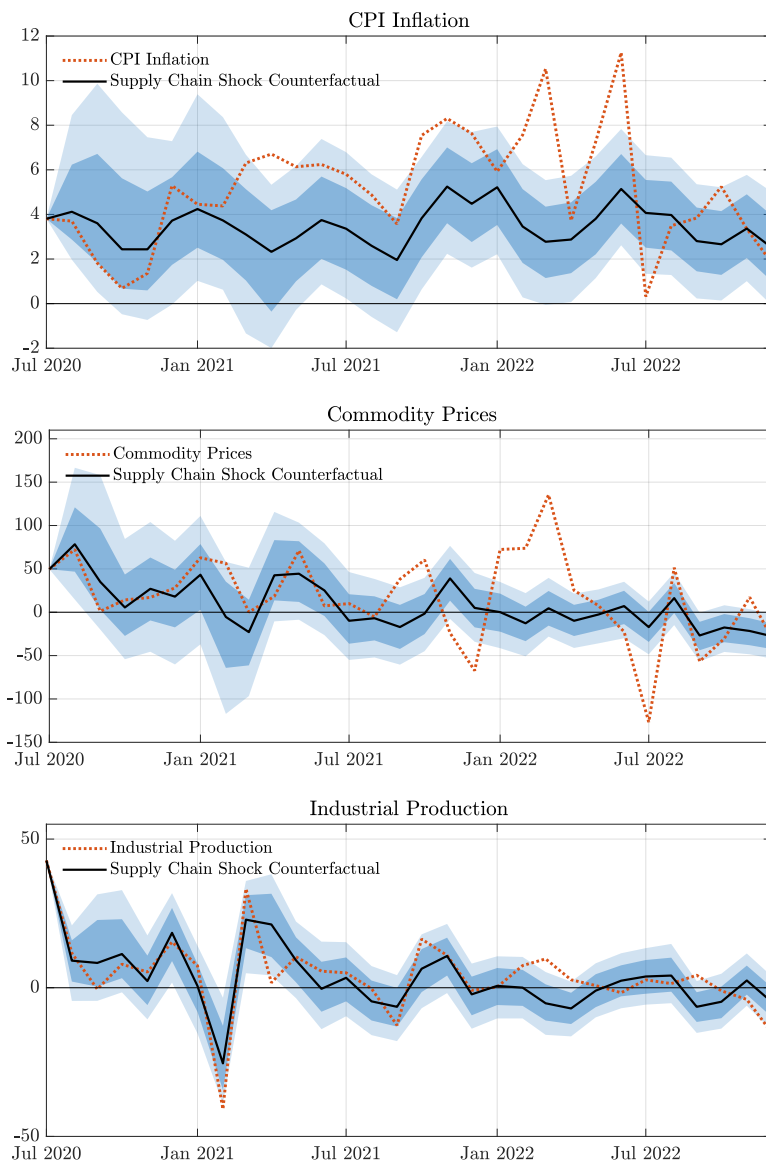 CPI Inflation
12
10
8
6
4
2
0
-2
CPI Inflation
Supply Chain Shock Counterfactual
Jul 2020 Jan 2021 Jul 2021 Jan 2022 Jul 2022
Commodity Prices
200
150
100
50
0
-50
-100
-150
Commodity Prices
Supply Chain Shock Counterfactual
Jul 2020 Jan 2021 Jul 2021 Jan 2022 Jul 2022
Industrial Production
50
0
-50
Industrial Production
Supply Chain Shock Counterfactual
Jul 2020 Jan 2021 Jul 2021 Jan 2022 Jul 2022